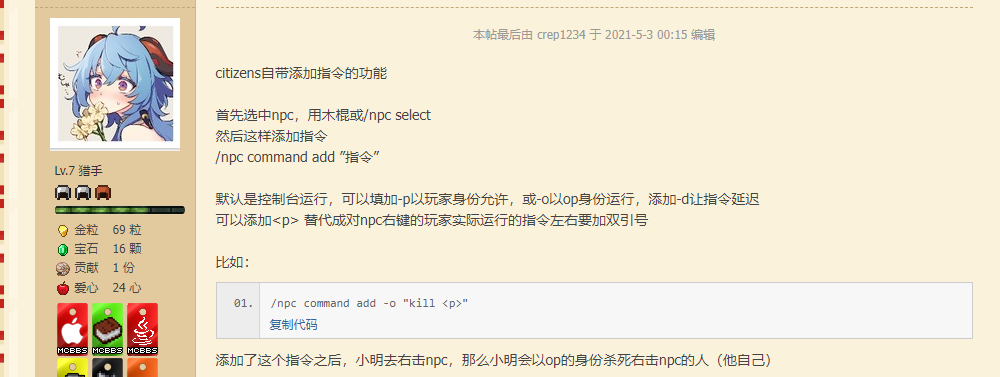 本帖最后由 crep1234 于 2021-5-3 00:15 编辑
citizens自带添加指令的功能
首先选中npc，用木棍或/npc select
然后这样添加指令
/npc command add ”指令”
默认是控制台运行，可以填加-p以玩家身份允许，或-o以op身份运行，添加-d让指令延迟
可以添加<p> 替代成对npc右键的玩家实际运行的指令左右要加双引号
比如：
01. /npc command add -o "kill <p>"
复制代码
添加了这个指令之后，小明去右击npc，那么小明会以op的身份杀死右击npc的人（他自己）
Lv.7 猎手
金粒 69 粒
宝石 16 颗
贡献 1 份
爱心 24 心
MCBBS MCBBS MCBBS